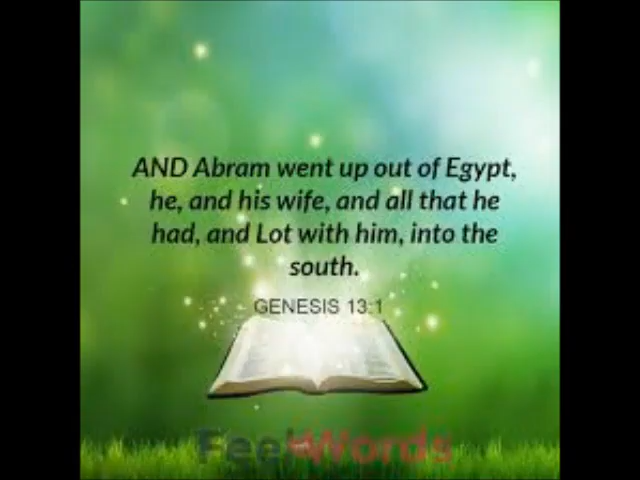 AND Abram went up out of Egypt,
he, and his wife, and all that he
had, and Lot with him, into the
south.
GENESIS 13:1
FeelWords